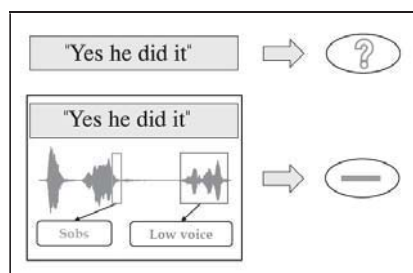 "Yes he did it"
?
"Yes he did it"
Sobs
Low voice